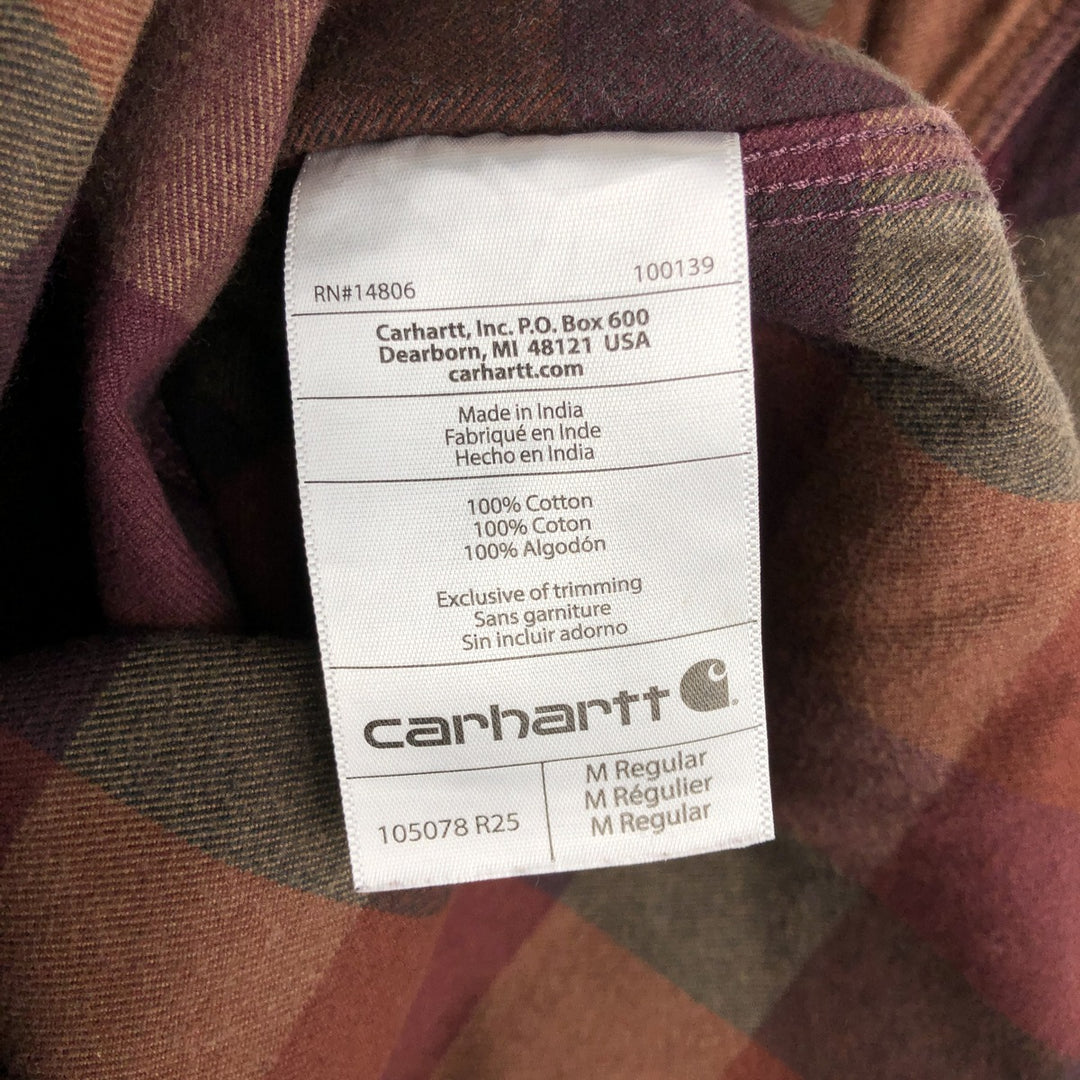 RN#14806 100139
Carhartt, Inc. P.O. Box 600
Dearborn, MI 48121 USA
carhartt.com
Made in India
Fabriqué en Inde
Hecho en India
100% Cotton
100% Coton
100% Algodón
Exclusive of trimming
Sans garniture
Sin incluir adorno
carhartt
105078 R25
M Regular
M Régulier
M Regular